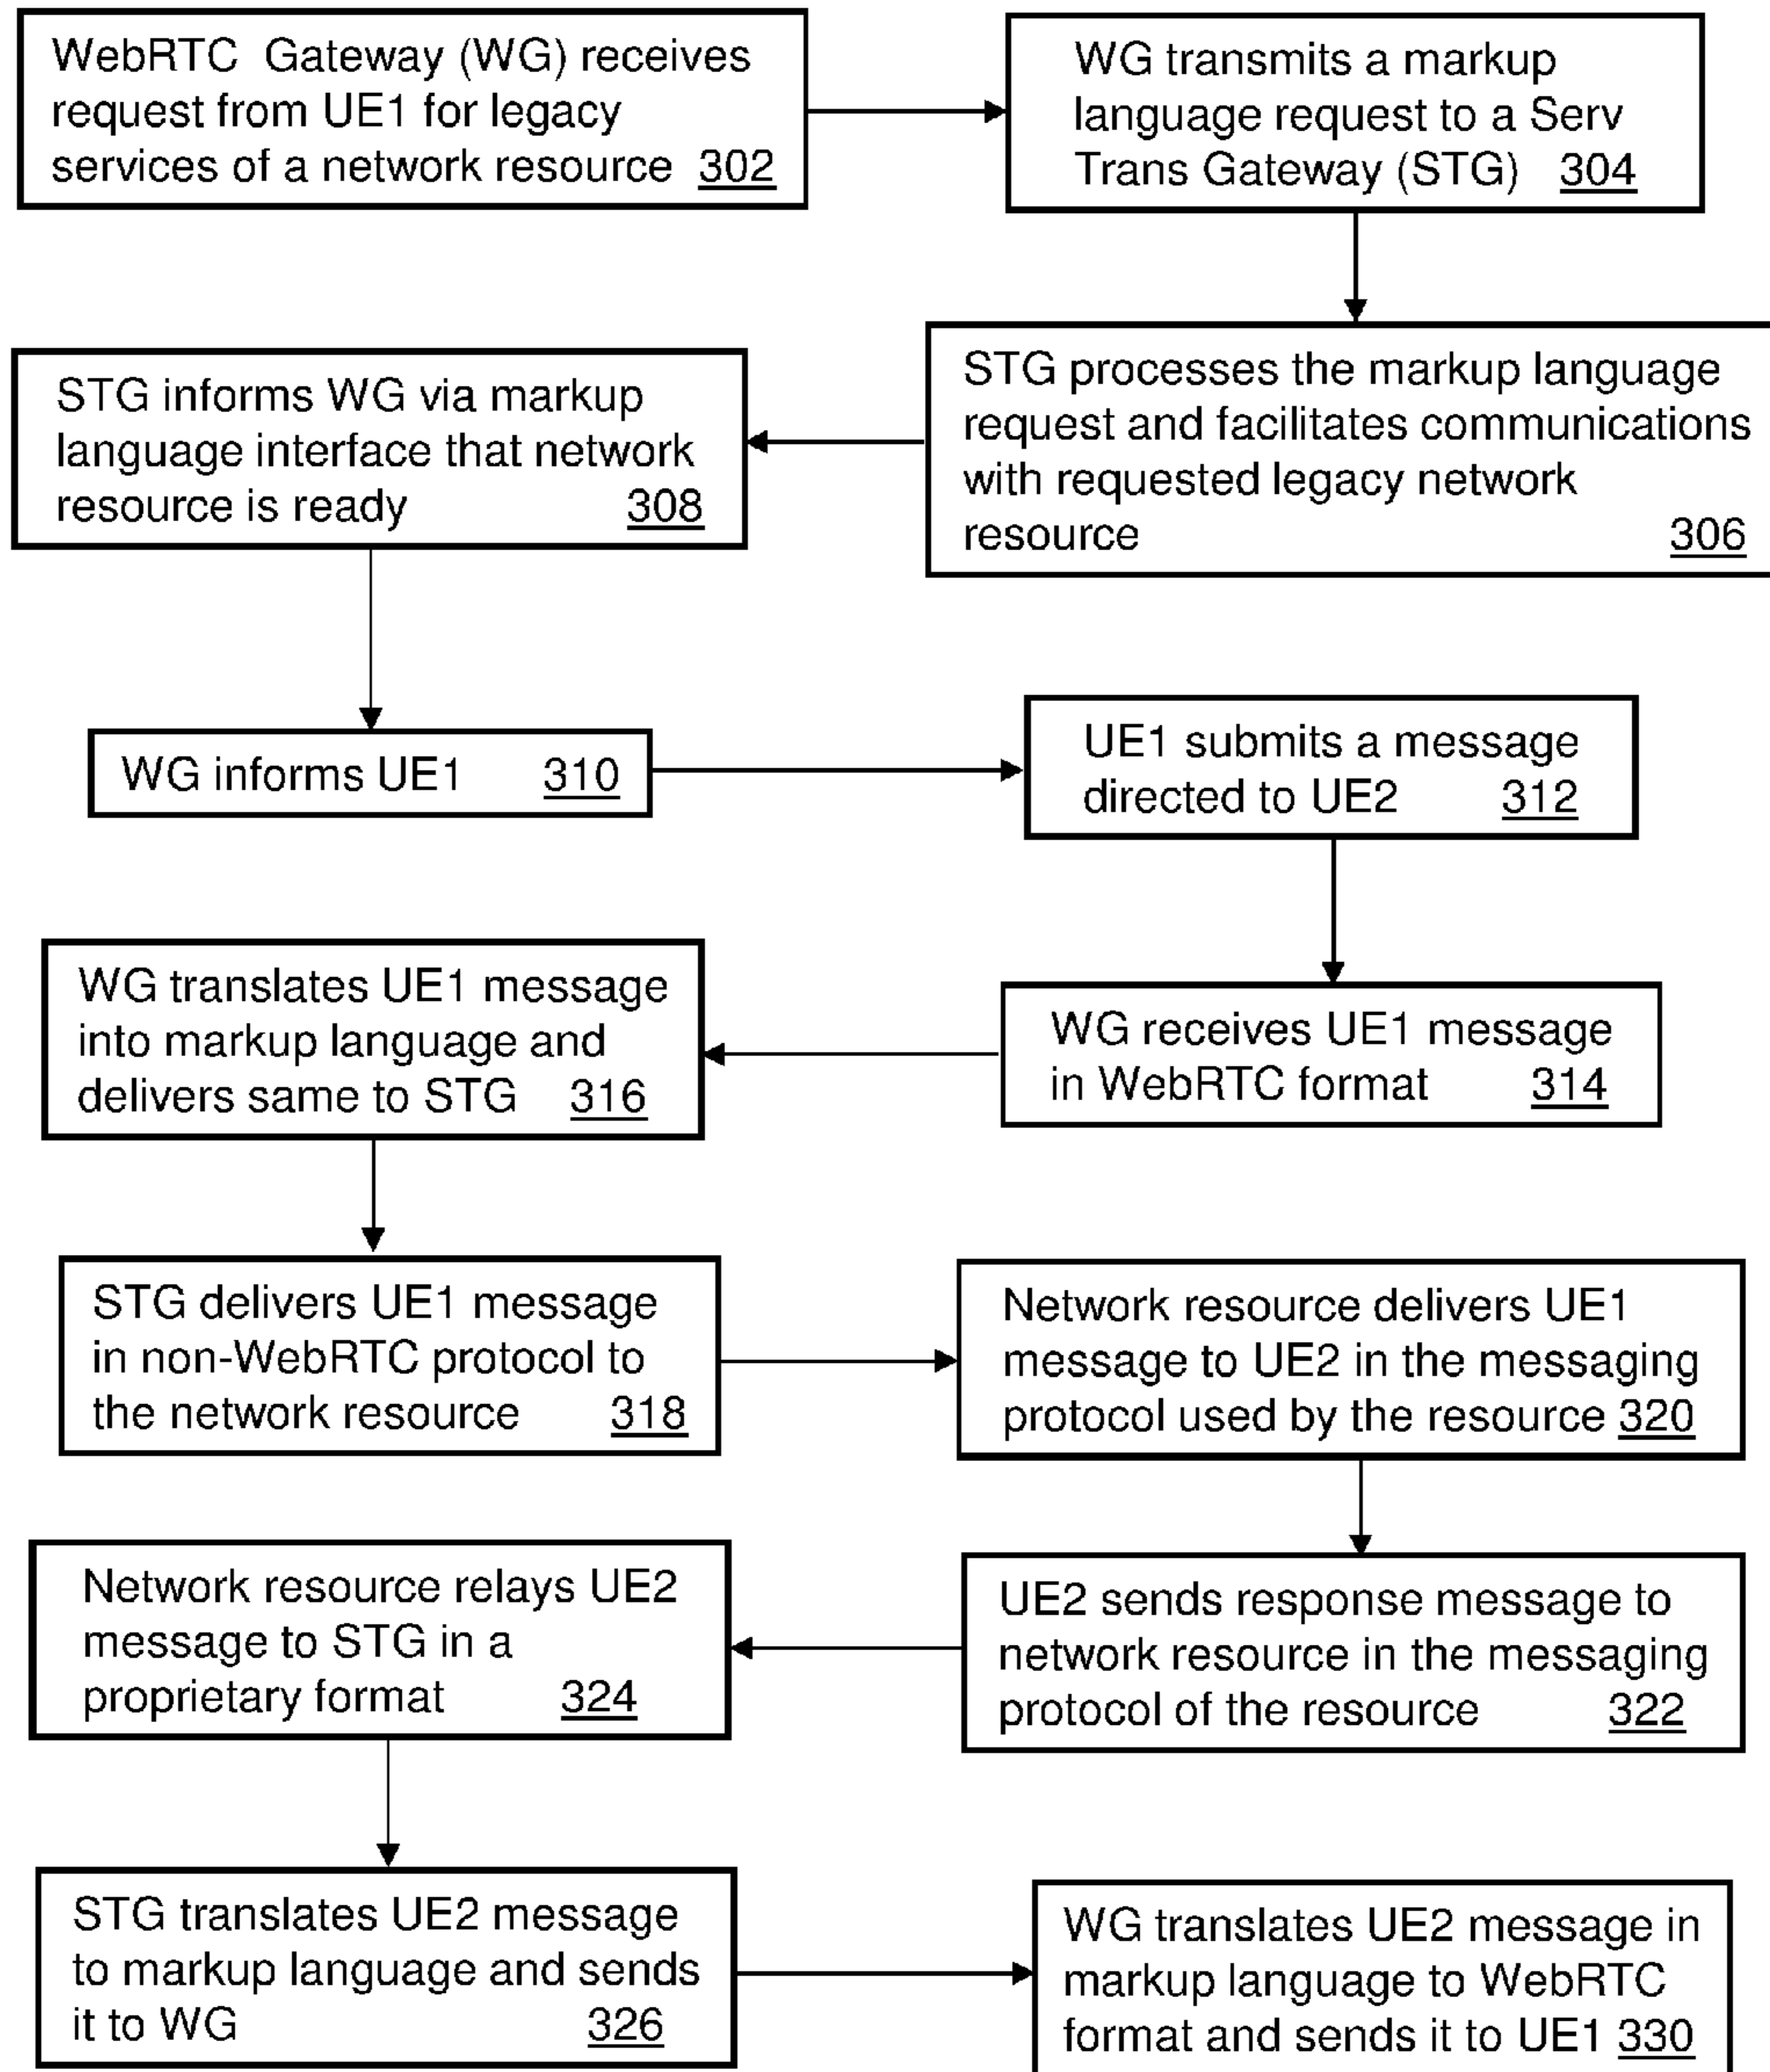 WebRTC Gateway (WG) receives
request from UE1 for legacy
services of a network resource 302
WG transmits a markup
language request to a Serv
Trans Gateway (STG) 304
STG processes the markup language
request and facilitates communications
with requested legacy network
resource 306
STG informs WG via markup
language interface that network
resource is ready 308
WG informs UE1 310
UE1 submits a message
directed to UE2 312
WG receives UE1 message
in WebRTC format 314
WG translates UE1 message
into markup language and
delivers same to STG 316
STG delivers UE1 message
in non-WebRTC protocol to
the network resource 318
Network resource delivers UE1
message to UE2 in the messaging
protocol used by the resource 320
UE2 sends response message to
network resource in the messaging
protocol of the resource 322
Network resource relays UE2
message to STG in a
proprietary format 324
STG translates UE2 message
to markup language and sends
it to WG 326
WG translates UE2 message in
markup language to WebRTC
format and sends it to UE1 330